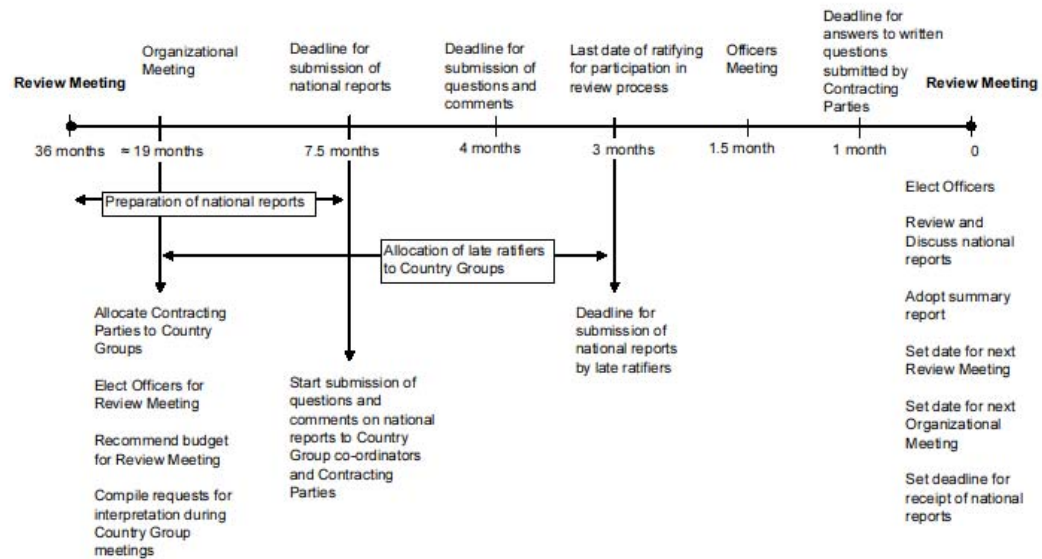 Review Meeting
Organizational
Meeting
Deadline for
submission of
national reports
Deadline for
submission of
questions and
comments
Last date of ratifying
for participation in
review process
Officers
Meeting
Deadline for
answers to written
questions
submitted by
Contracting
Parties
Review Meeting
36 months
≈ 19 months
7.5 months
4 months
3 months
1.5 month
1 month
0
Preparation of national reports
Allocation of late ratifiers
to Country Groups
Allocate Contracting
Parties to Country
Groups
Elect Officers for
Review Meeting
Recommend budget
for Review Meeting
Compile requests for
interpretation during
Country Group
meetings
Start submission of
questions and
comments on national
reports to Country
Group co-ordinators
and Contracting
Parties
Deadline for
submission of
national reports
by late ratifiers
Elect Officers
Review and
Discuss national
reports
Adopt summary
report
Set date for next
Review Meeting
Set date for next
Organizational
Meeting
Set deadline for
receipt of national
reports